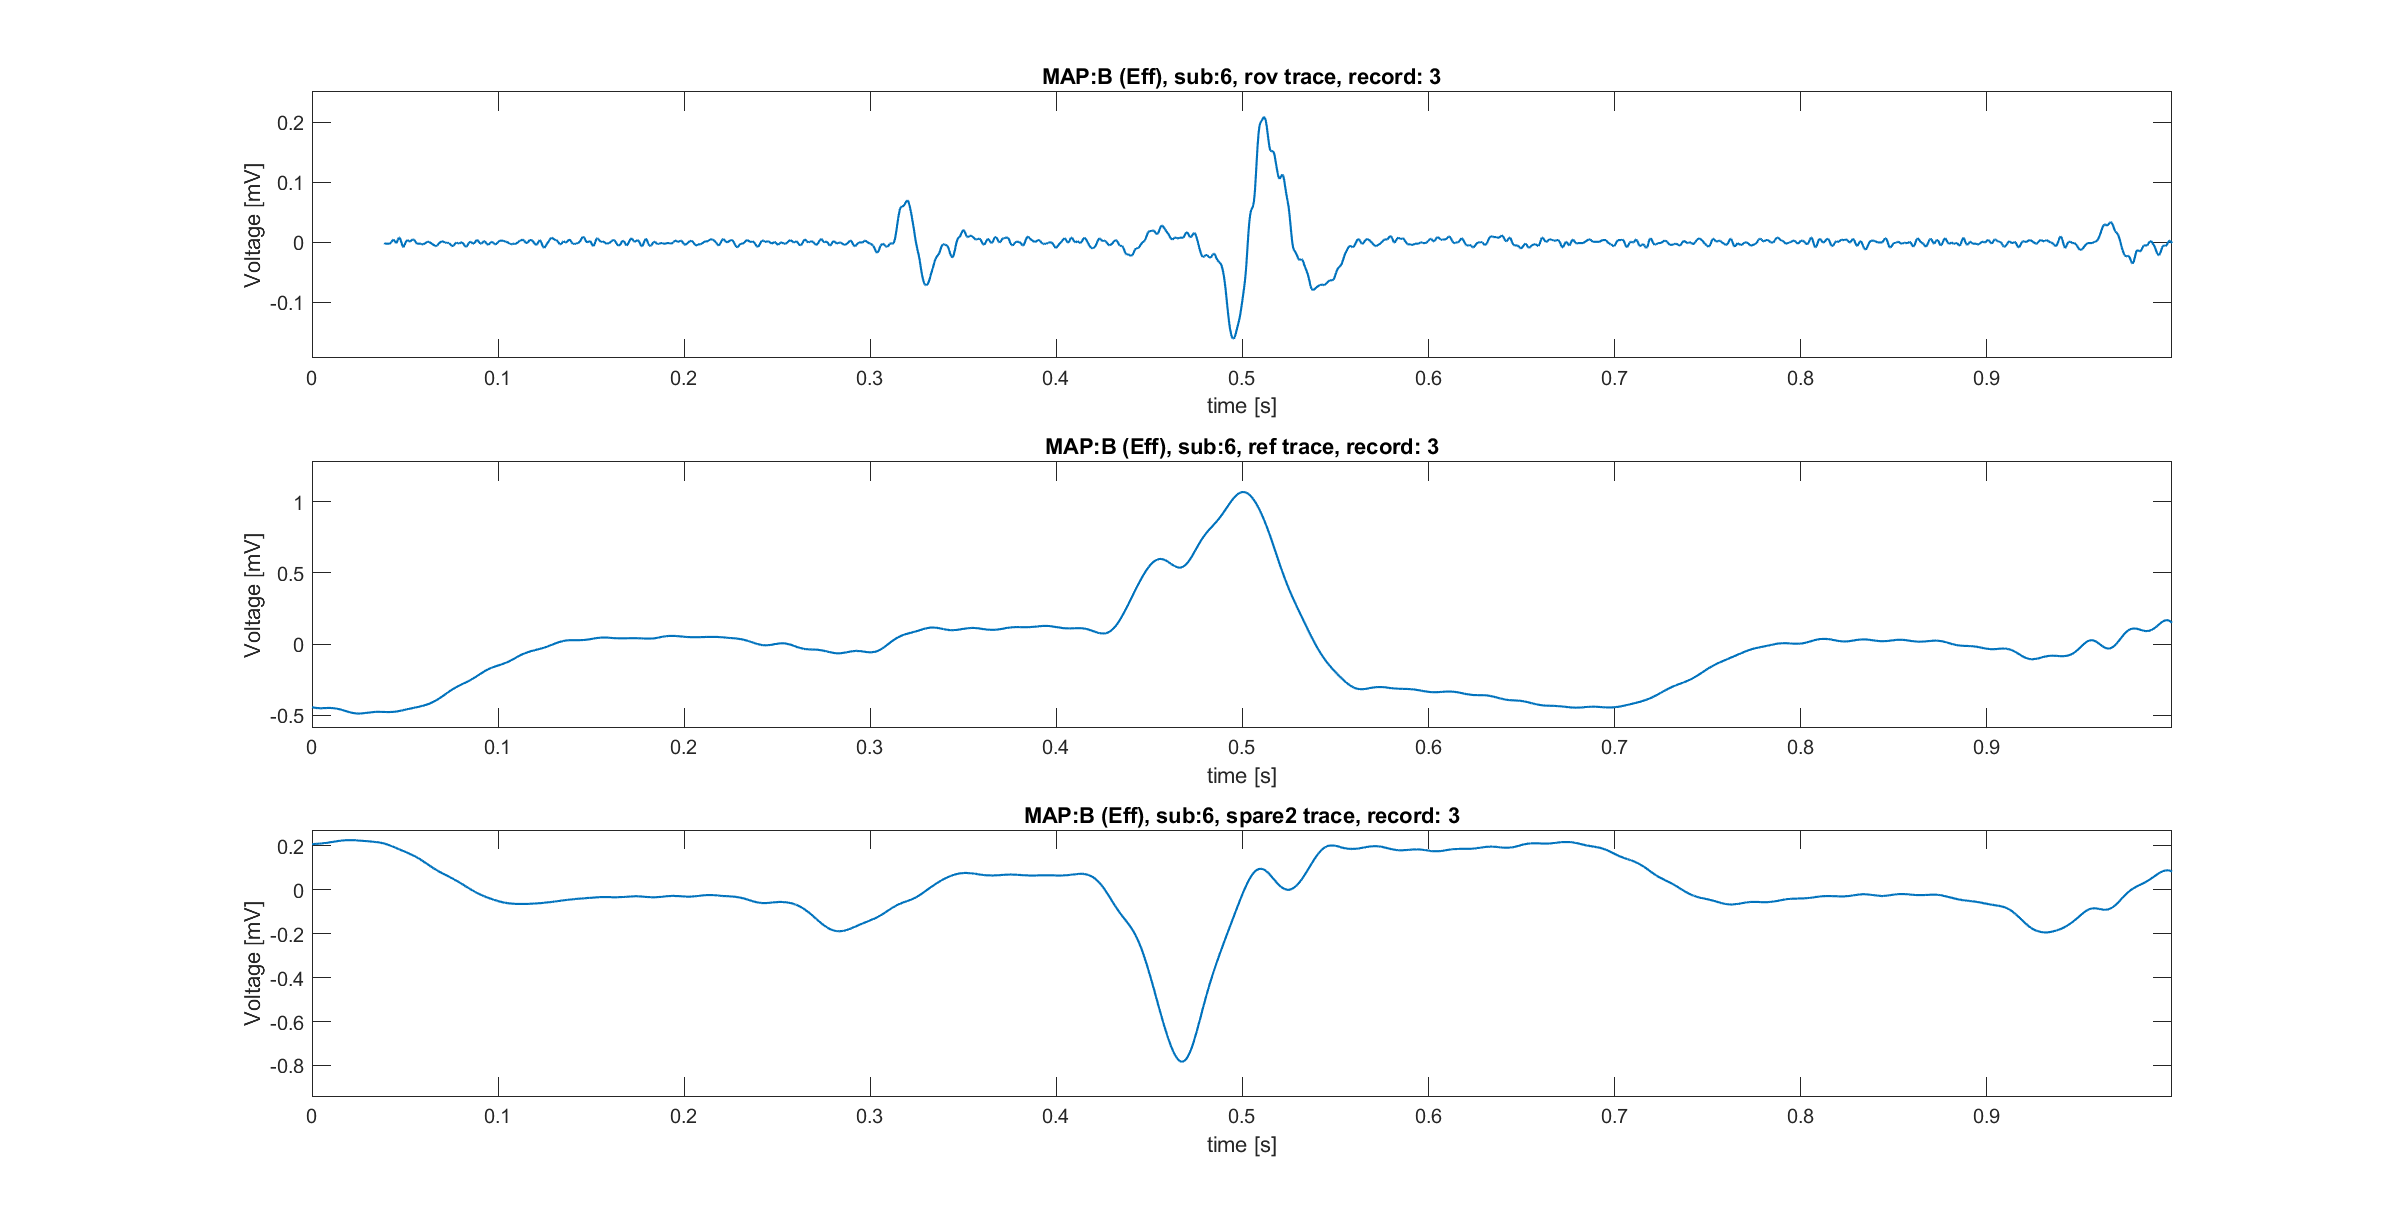 MAP:B (Eff), sub:6, rov trace, record: 3
Voltage [mV]
0.2
0.1
0
-0.1
0 0.1 0.2 0.3 0.4 0.5 0.6 0.7 0.8 0.9
time [s]
MAP:B (Eff), sub:6, ref trace, record: 3
Voltage [mV]
1
0.5
0
-0.5
0 0.1 0.2 0.3 0.4 0.5 0.6 0.7 0.8 0.9
time [s]
MAP:B (Eff), sub:6, spare2 trace, record: 3
Voltage [mV]
0.2
0
-0.2
-0.4
-0.6
-0.8
0 0.1 0.2 0.3 0.4 0.5 0.6 0.7 0.8 0.9
time [s]